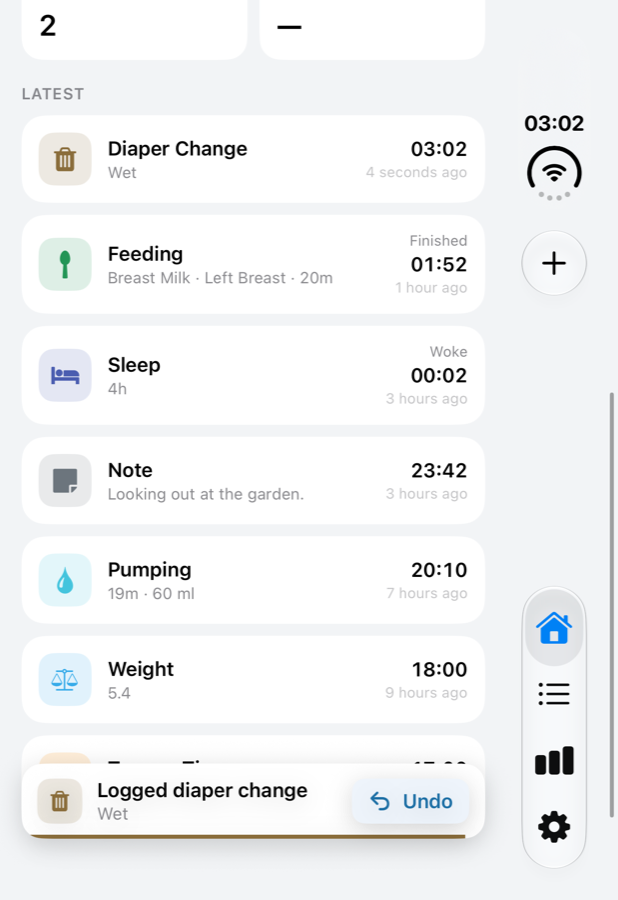 2
—
LATEST
03:02
Diaper Change
03:02
Wet
4 seconds ago
Finished
Feeding
01:52
Breast Milk · Left Breast · 20m
1 hour ago
Woke
Sleep
00:02
4h
3 hours ago
Note
23:42
Looking out at the garden.
3 hours ago
Pumping
20:10
19m · 60 ml
7 hours ago
Weight
18:00
5.4
9 hours ago
Logged diaper change
Wet
Undo